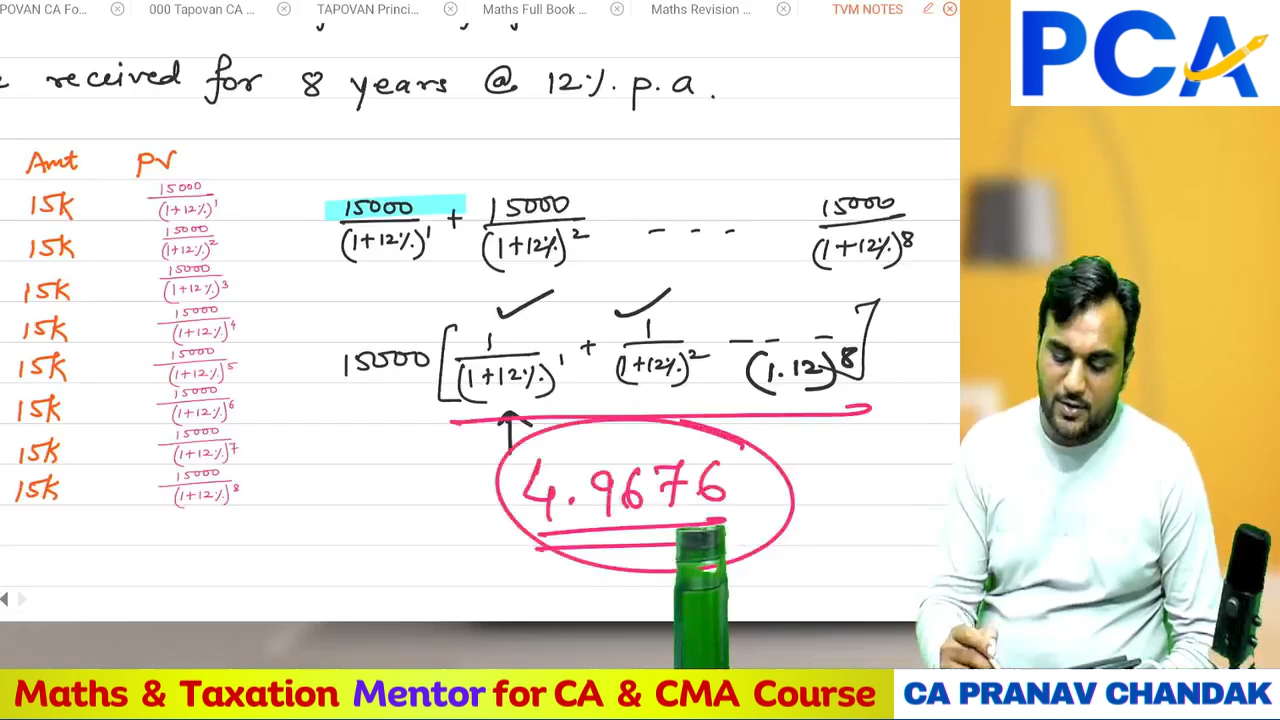 POVAN CA Fo...
000 Tapovan CA ...
TAPOVAN Princi...
Maths Full Book ...
Maths Revision ...
TVM NOTES
PCA
received for 8 years @ 12%. p.a.
Amt PV
15K 15000/(1+12%)^1
15K 15000/(1+12%)^2
15K 15000/(1+12%)^3
15K 15000/(1+12%)^4
15K 15000/(1+12%)^5
15K 15000/(1+12%)^6
15K 15000/(1+12%)^7
15K 15000/(1+12%)^8
15000/(1+12%)^1 + 15000/(1+12%)^2 - - - 15000/(1+12%)^8
15000 [1/(1+12%)^1 + 1/(1+12%)^2 - - - (1.12)^8]
4.9676
Maths & Taxation Mentor for CA & CMA Course
CA PRANAV CHANDAK